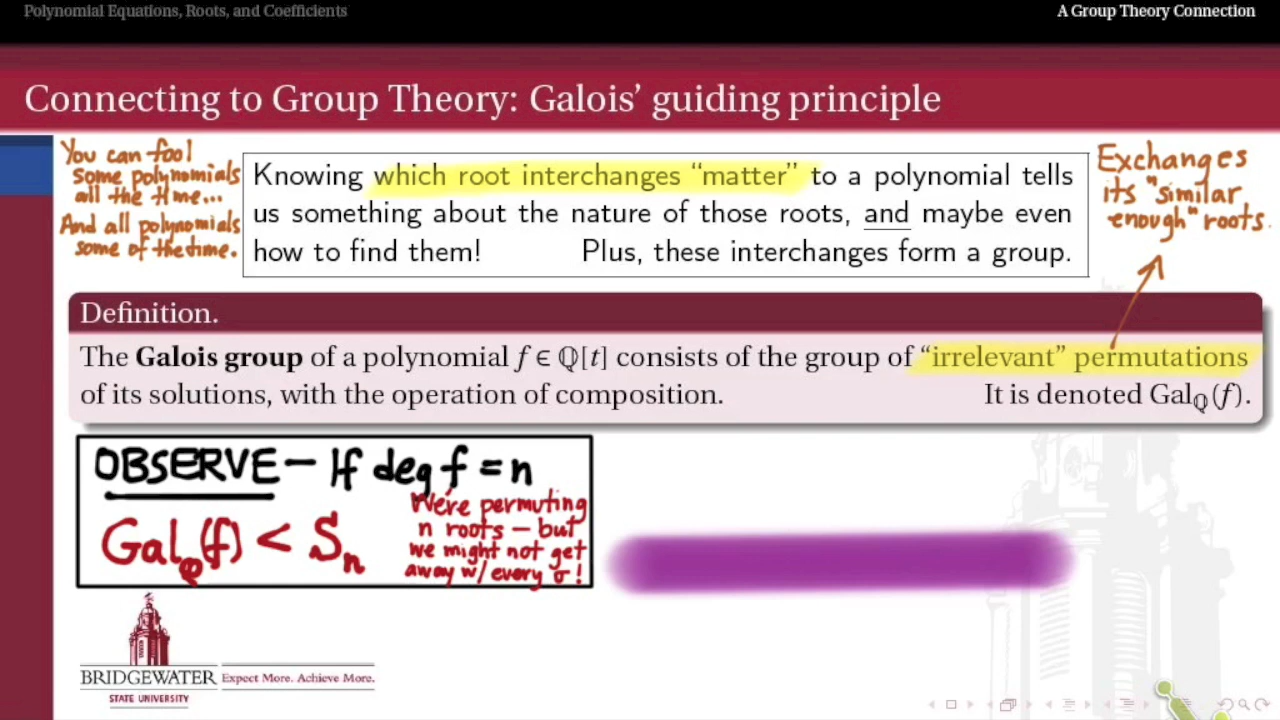 Polynomial Equations, Roots, and Coefficients
A Group Theory Connection
Connecting to Group Theory: Galois' guiding principle
You can fool
some polynomials
all the time...
And all polynomials
some of the time.
Knowing which root interchanges “matter” to a polynomial tells
us something about the nature of those roots, and maybe even
how to find them! Plus, these interchanges form a group.
Exchanges
its "similar
enough" roots.
Definition.
The Galois group of a polynomial f ∈ ℚ[t] consists of the group of “irrelevant” permutations
of its solutions, with the operation of composition. It is denoted Gal_ℚ(f).
OBSERVE – If deg f = n
Gal_ℚ(f) < S_n
We're permuting
n roots – but
we might not get
away w/ every σ!
BRIDGEWATER
STATE UNIVERSITY
Expect More. Achieve More.